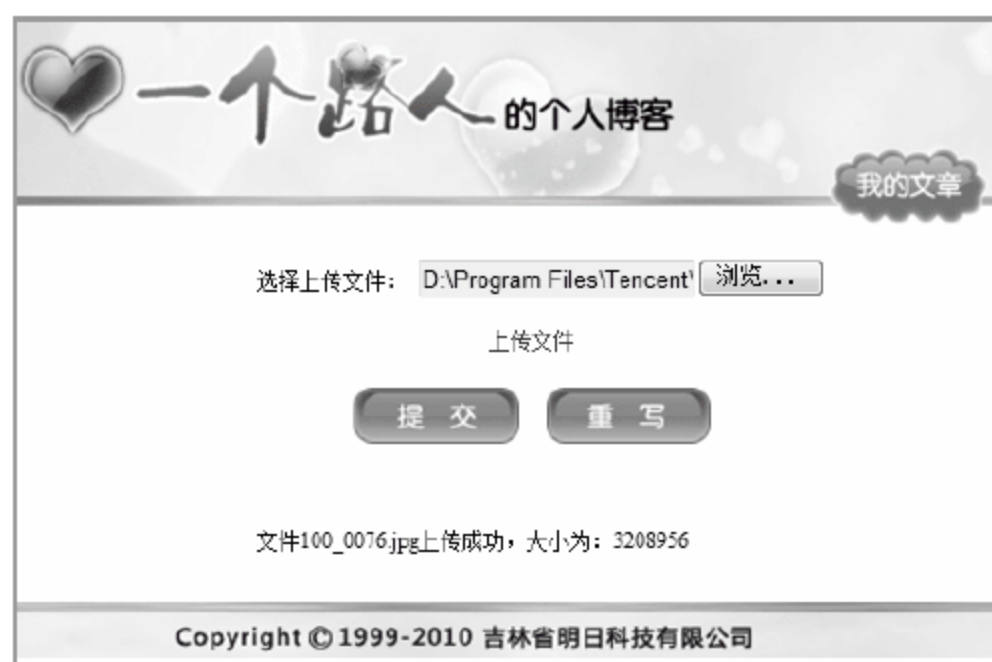 一个路人的个人博客
我的文章
选择上传文件： D:\Program Files\Tencent\ 浏览...
上传文件
提 交 重 写
文件100_0076.jpg上传成功，大小为：3208956
Copyright © 1999-2010 吉林省明日科技有限公司